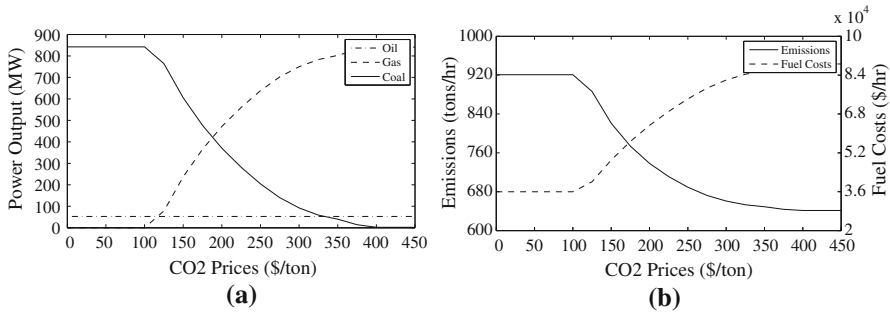 900
800
700
600
500
400
300
200
100
0
Power Output (MW)
Oil
Gas
Coal
0 50 100 150 200 250 300 350 400 450
CO2 Prices ($/ton)
(a)
x 10^4
1000
920
840
760
680
600
Emissions (tons/hr)
Emissions
Fuel Costs
10
8.4
6.8
5.2
3.6
2
Fuel Costs ($/hr)
0 50 100 150 200 250 300 350 400 450
CO2 Prices ($/ton)
(b)